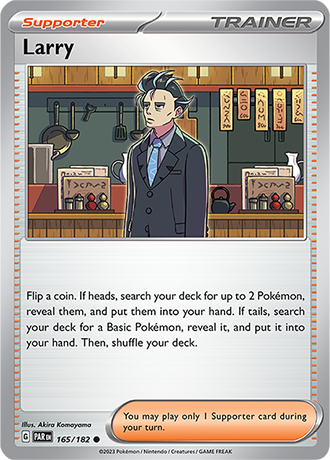 Supporter
TRAINER
Larry
Flip a coin. If heads, search your deck for up to 2 Pokémon,
reveal them, and put them into your hand. If tails, search
your deck for a Basic Pokémon, reveal it, and put it into
your hand. Then, shuffle your deck.
You may play only 1 Supporter card during
your turn.
Illus. Akira Komayama
G PAR EN 165/182
©2023 Pokémon / Nintendo / Creatures / GAME FREAK